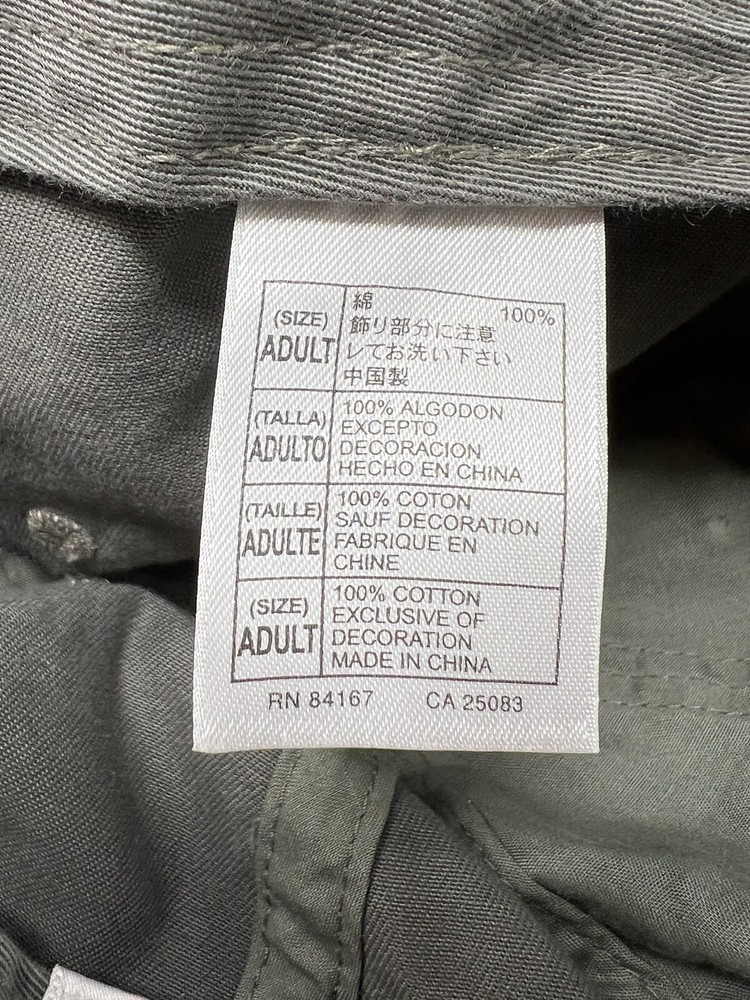 (SIZE)
ADULT
綿 100%
飾り部分に注意
してお洗い下さい
中国製
(TALLA)
ADULTO
100% ALGODON
EXCEPTO
DECORACION
HECHO EN CHINA
(TAILLE)
ADULTE
100% COTON
SAUF DECORATION
FABRIQUE EN
CHINE
(SIZE)
ADULT
100% COTTON
EXCLUSIVE OF
DECORATION
MADE IN CHINA
RN 84167 CA 25083